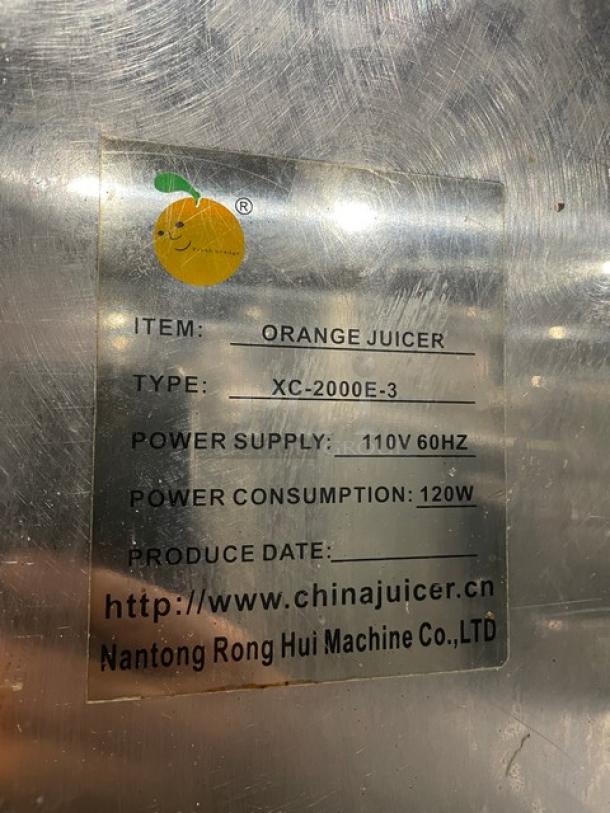 ®
ITEM: ORANGE JUICER
TYPE: XC-2000E-3
POWER SUPPLY: 110V 60HZ
POWER CONSUMPTION: 120W
PRODUCE DATE:
http://www.chinajuicer.cn
Nantong Rong Hui Machine Co.,LTD